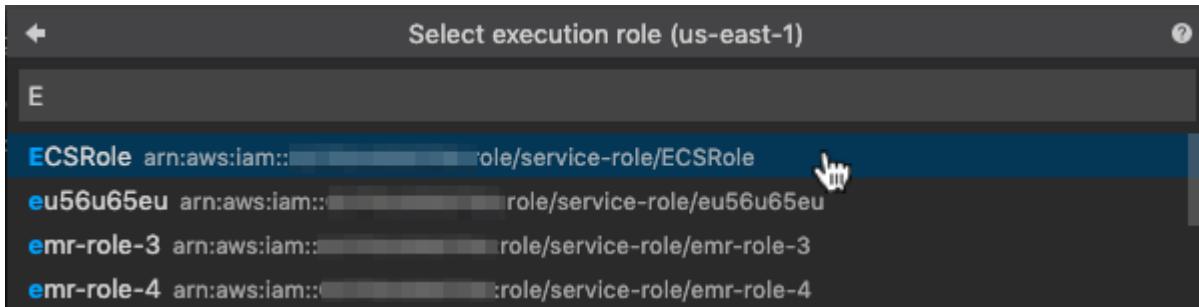 Select execution role (us-east-1)
E
ECSRole arn:aws:iam:: role/service-role/ECSRole
eu56u65eu arn:aws:iam:: role/service-role/eu56u65eu
emr-role-3 arn:aws:iam:: :role/service-role/emr-role-3
emr-role-4 arn:aws:iam:: :role/service-role/emr-role-4